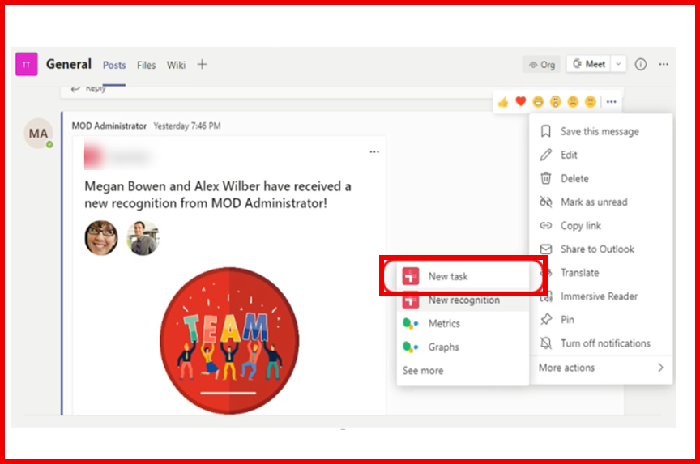 TT General Posts Files Wiki + Org Meet
Reply
MA
MOD Administrator Yesterday 7:46 PM
Megan Bowen and Alex Wilber have received a
new recognition from MOD Administrator!
TEAM
Save this message
Edit
Delete
Mark as unread
Copy link
Share to Outlook
Translate
Immersive Reader
Pin
Turn off notifications
More actions
New task
New recognition
Metrics
Graphs
See more